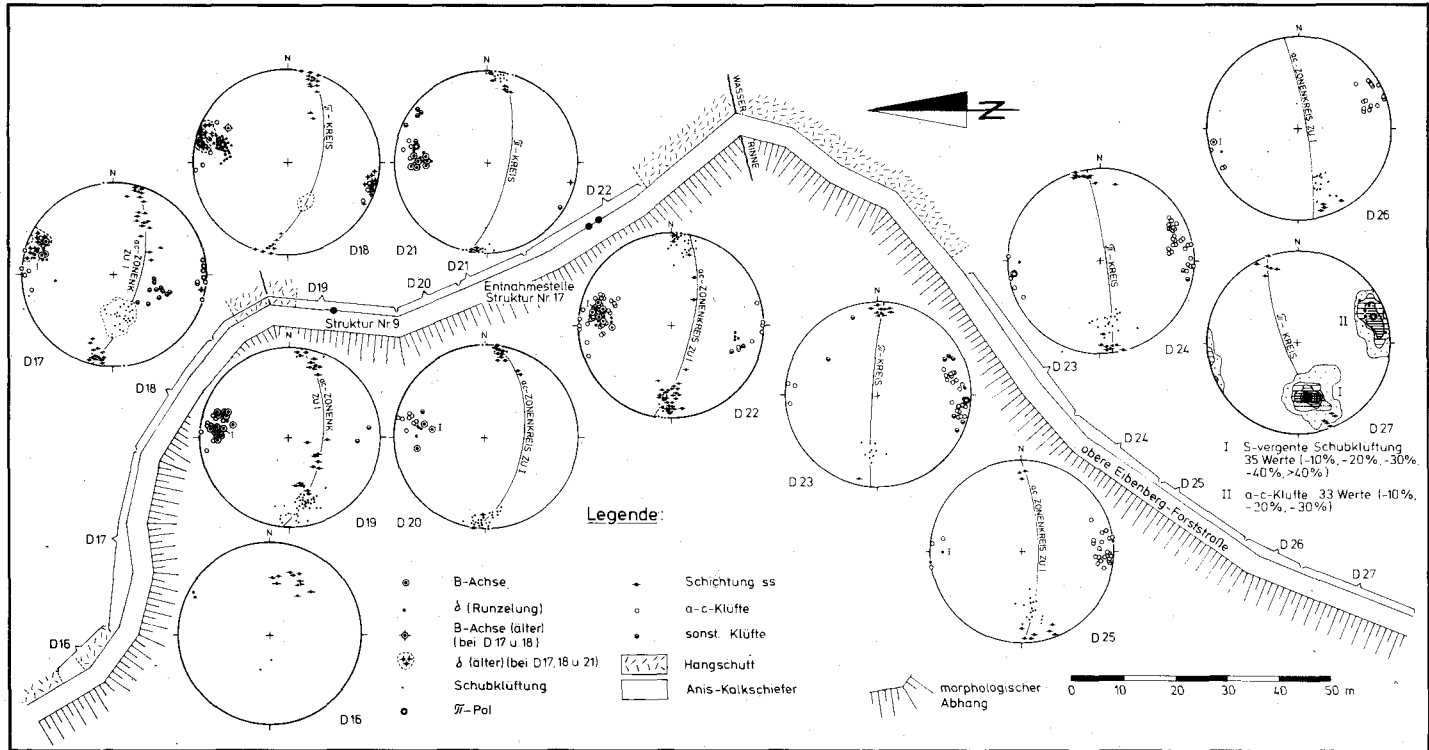 N
π-KREIS
D18
N
π-KREIS
D21
WASSER
RINNE
Z
N
ac-ZONENKREIS ZU I
I
D26
N
ac-ZONENK
ZU I
I
D17
D22
D21
D20
Entnahmestelle
Struktur Nr. 17
D19
Struktur Nr 9
D18
D17
D16
N
ac-ZONENK
ZU I
I
D19
N
ac-ZONENKREIS ZU I
I
D20
N
ac-ZONENKREIS ZU I
I
D22
N
π-KREIS
D23
N
π-KREIS
D24
N
π-KREIS
II
I
D27
I S-vergente Schubklüftung
35 Werte (-10%, -20%, -30%,
-40%, >40%)
II a-c-Klüfte 33 Werte (-10%,
-20%, -30%)
D23
D24
D25
D26
D27
obere Eibenberg-Forststraße
N
ac-ZONENKREIS ZU I
I
D25
N
D16
Legende:
B-Achse
δ (Runzelung)
B-Achse (älter)
(bei D17 u. 18)
δ (älter) (bei D17, 18 u 21)
Schubklüftung
π-Pol
Schichtung ss
a-c-Klüfte
sonst. Klüfte
Hangschutt
Anis-Kalkschiefer
morphologischer
Abhang
0 10 20 30 40 50 m